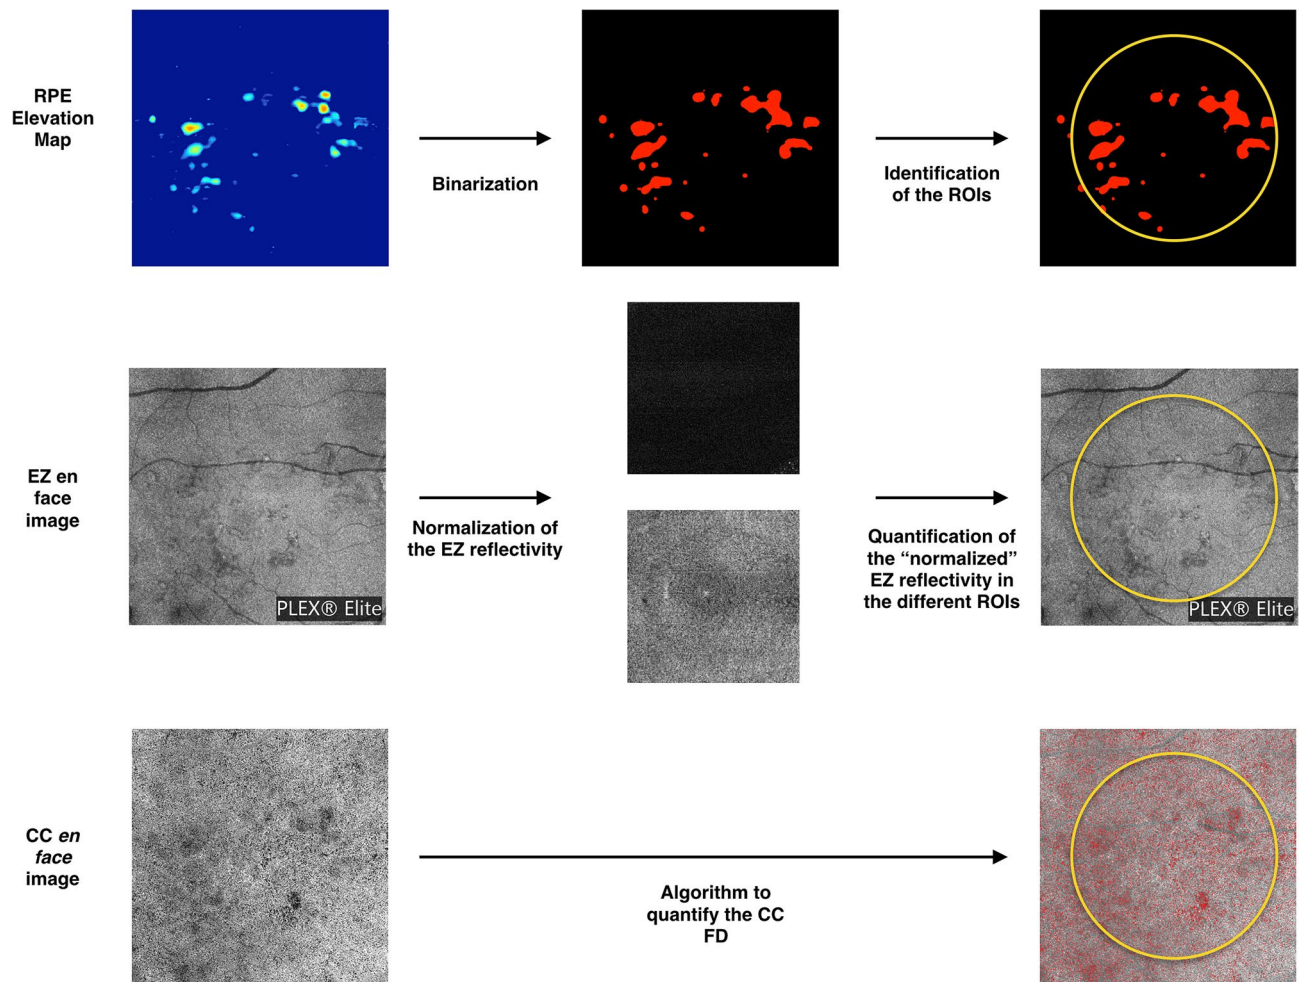 RPE
Elevation
Map
Binarization
Identification
of the ROIs
EZ en
face
image
PLEX® Elite
Normalization of
the EZ reflectivity
Quantification of
the “normalized”
EZ reflectivity in
the different ROIs
PLEX® Elite
CC en
face
image
Algorithm to
quantify the CC
FD